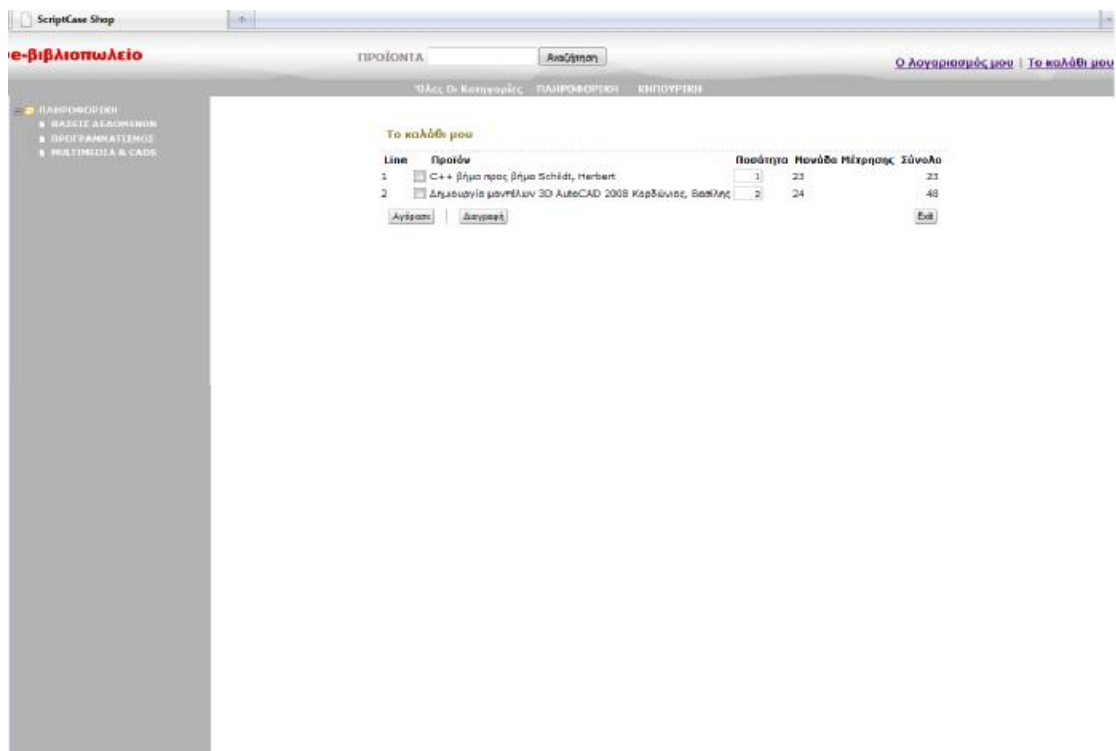 ScriptCase Shop
e-βιβλιοπωλείο
ΠΡΟΪΟΝΤΑ Αναζήτηση
Ο λογαριασμός μου | Το καλάθι μου
Όλες Οι Κατηγορίες ΠΛΗΡΟΦΟΡΙΚΗ ΚΗΠΟΥΡΙΚΗ
ΠΛΗΡΟΦΟΡΙΚΗ
ΒΑΣΕΙΣ ΔΕΔΟΜΕΝΩΝ
ΠΡΟΓΡΑΜΜΑΤΙΣΜΟΣ
MULTIMEDIA & CADS
Το καλάθι μου
Line Προϊόν Ποσότητα Μονάδα Μέτρησης Σύνολο
1 C++ βήμα προς βήμα Schildt, Herbert 1 23 23
2 Δημιουργία μοντέλων 3D AutoCAD 2008 Καρδώνιας, Βασίλης 2 24 48
Αγόρασε | Διαγραφή Exit